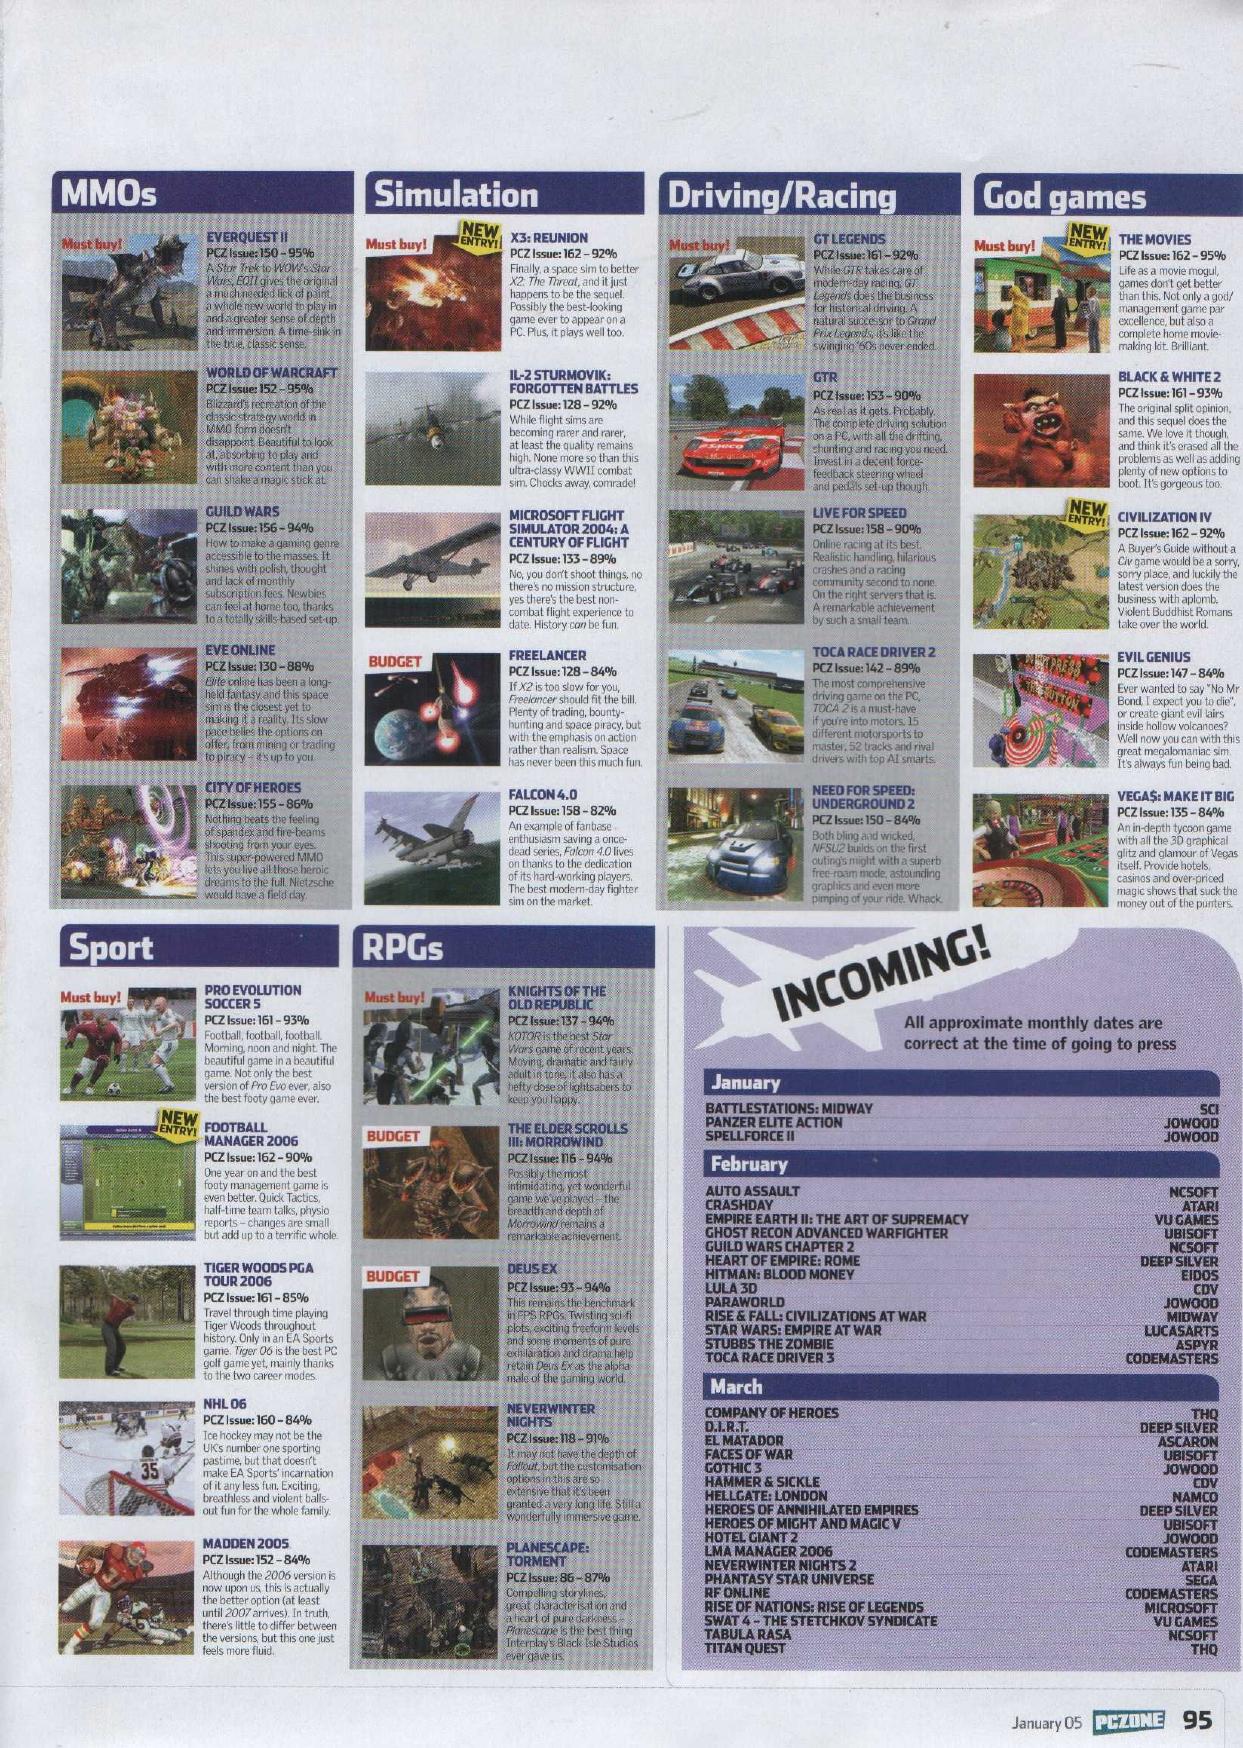 MMOs
Must buy!
EVERQUEST II
PCZ Issue: 150 – 95%
A Star Trek to WOW's Star
Wars, EQII gives the original
a much needed lick of paint,
a whole new world to play in
and a greater sense of depth
and immersion. A time-sink in
the true, classic sense.
WORLD OF WARCRAFT
PCZ Issue: 152 – 95%
Blizzard's recreation of the
classic strategy world in
MMO form doesn't
disappoint. Beautiful to look
at, absorbing to play and
with more content than you
can shake a magic stick at.
GUILD WARS
PCZ Issue: 156 – 94%
How to make a gaming genre
accessible to the masses. It
shines with polish, thought
and lack of monthly
subscription fees. Newbies
can feel at home too, thanks
to a totally skills-based set-up.
EVE ONLINE
PCZ Issue: 130 – 88%
Elite online has been a long-
held fantasy and this space
sim is the closest yet to
making it a reality. Its slow
pace belies the options on
offer, from mining or trading
to piracy – it's up to you.
CITY OF HEROES
PCZ Issue: 155 – 86%
Nothing beats the feeling
of spandex and fire-beams
shooting from your eyes.
This super-powered MMO
lets you live all those heroic
dreams to the full. Nietzsche
would have a field day.
Simulation
Must buy!
NEW
ENTRY!
X3: REUNION
PCZ Issue: 162 – 92%
Finally, a space sim to better
X2: The Threat, and it just
happens to be the sequel.
Possibly the best-looking
game ever to appear on a
PC. Plus, it plays well too.
IL-2 STURMOVIK:
FORGOTTEN BATTLES
PCZ Issue: 128 – 92%
While flight sims are
becoming rarer and rarer,
at least the quality remains
high. None more so than this
ultra-classy WWII combat
sim. Chocks away, comrade!
MICROSOFT FLIGHT
SIMULATOR 2004: A
CENTURY OF FLIGHT
PCZ Issue: 133 – 89%
No, you don't shoot things, no
there's no mission structure,
yes there's the best non-
combat flight experience to
date. History can be fun.
BUDGET
FREELANCER
PCZ Issue: 128 – 84%
If X2 is too slow for you,
Freelancer should fit the bill.
Plenty of trading, bounty-
hunting and space piracy, but
with the emphasis on action
rather than realism. Space
has never been this much fun.
FALCON 4.0
PCZ Issue: 158 – 82%
An example of fanbase
enthusiasm saving a once-
dead series, Falcon 4.0 lives
on thanks to the dedication
of its hard-working players.
The best modern-day fighter
sim on the market.
Driving/Racing
Must buy!
GT LEGENDS
PCZ Issue: 161 – 92%
While GTR takes care of
modern-day racing, GT
Legends does the business
for historical driving. A
natural successor to Grand
Prix Legends, it's like the
swinging '60s never ended.
GTR
PCZ Issue: 153 – 90%
As real as it gets. Probably.
The complete driving solution
on a PC, with all the drifting,
shunting and racing you need.
Invest in a decent force-
feedback steering wheel
and pedals set-up though.
LIVE FOR SPEED
PCZ Issue: 158 – 90%
Online racing at its best.
Realistic handling, hilarious
crashes and a racing
community second to none.
On the right servers that is.
A remarkable achievement
by such a small team.
TOCA RACE DRIVER 2
PCZ Issue: 142 – 89%
The most comprehensive
driving game on the PC,
TOCA 2 is a must-have
if you're into motors. 15
different motorsports to
master, 52 tracks and rival
drivers with top AI smarts.
NEED FOR SPEED:
UNDERGROUND 2
PCZ Issue: 150 – 84%
Both bling and wicked,
NFSU2 builds on the first
outing's might with a superb
free-roam mode, astounding
graphics and even more
pimping of your ride. Whack.
God games
Must buy!
NEW
ENTRY!
THE MOVIES
PCZ Issue: 162 – 95%
Life as a movie mogul,
games don't get better
than this. Not only a god/
management game par
excellence, but also a
complete home movie-
making kit. Brilliant.
BLACK & WHITE 2
PCZ Issue: 161 – 93%
The original split opinion,
and this sequel does the
same. We love it though,
and think it's erased all the
problems as well as adding
plenty of new options to
boot. It's gorgeous too.
NEW
ENTRY!
CIVILIZATION IV
PCZ Issue: 162 – 92%
A Buyer's Guide without a
Civ game would be a sorry,
sorry place, and luckily the
latest version does the
business with aplomb.
Violent Buddhist Romans
take over the world.
EVIL GENIUS
PCZ Issue: 147 – 84%
Ever wanted to say "No Mr
Bond, I expect you to die",
or create giant evil lairs
inside hollow volcanoes?
Well now you can with this
great megalomaniac sim.
It's always fun being bad.
VEGA$: MAKE IT BIG
PCZ Issue: 135 – 84%
An in-depth tycoon game
with all the 3D graphical
glitz and glamour of Vegas
itself. Provide hotels,
casinos and over-priced
magic shows that suck the
money out of the punters.
Sport
Must buy!
PRO EVOLUTION
SOCCER 5
PCZ Issue: 161 – 93%
Football, football, football.
Morning, noon and night. The
beautiful game in a beautiful
game. Not only the best
version of Pro Evo ever, also
the best footy game ever.
NEW
ENTRY!
FOOTBALL
MANAGER 2006
PCZ Issue: 162 – 90%
One year on and the best
footy management game is
even better. Quick Tactics,
half-time team talks, physio
reports – changes are small
but add up to a terrific whole.
TIGER WOODS PGA
TOUR 2006
PCZ Issue: 161 – 85%
Travel through time playing
Tiger Woods throughout
history. Only in an EA Sports
game. Tiger 06 is the best PC
golf game yet, mainly thanks
to the two career modes.
35
NHL 06
PCZ Issue: 160 – 84%
Ice hockey may not be the
UK's number one sporting
pastime, but that doesn't
make EA Sports' incarnation
of it any less fun. Exciting,
breathless and violent balls-
out fun for the whole family.
MADDEN 2005
PCZ Issue: 152 – 84%
Although the 2006 version is
now upon us, this is actually
the better option (at least
until 2007 arrives). In truth,
there's little to differ between
the versions, but this one just
feels more fluid.
RPGs
Must buy!
KNIGHTS OF THE
OLD REPUBLIC
PCZ Issue: 137 – 94%
KOTOR is the best Star
Wars game of recent years.
Moving, dramatic and fairly
adult in tone, it also has a
hefty dose of lightsabers to
keep you happy.
BUDGET
THE ELDER SCROLLS
III: MORROWIND
PCZ Issue: 116 – 94%
Possibly the most
intimidating, yet wonderful
game we've played – the
breadth and depth of
Morrowind remains a
remarkable achievement.
BUDGET
DEUS EX
PCZ Issue: 93 – 94%
This remains the benchmark
in FPS RPGs. Twisting sci-fi
plots, exciting freeform levels
and some moments of pure
exhilaration and drama help
retain Deus Ex as the alpha
male of the gaming world.
NEVERWINTER
NIGHTS
PCZ Issue: 118 – 91%
It may not have the depth of
Fallout, but the customisation
options in this are so
extensive that it's been
granted a very long life. Still a
wonderfully immersive game.
PLANESCAPE:
TORMENT
PCZ Issue: 86 – 87%
Compelling storylines,
great characterisation and
a heart of pure darkness –
Planescape is the best thing
Interplay's Black Isle Studios
ever gave us.
INCOMING!
All approximate monthly dates are
correct at the time of going to press
January
BATTLESTATIONS: MIDWAY SCI
PANZER ELITE ACTION JOWOOD
SPELLFORCE II JOWOOD
February
AUTO ASSAULT NCSOFT
CRASHDAY ATARI
EMPIRE EARTH II: THE ART OF SUPREMACY VU GAMES
GHOST RECON ADVANCED WARFIGHTER UBISOFT
GUILD WARS CHAPTER 2 NCSOFT
HEART OF EMPIRE: ROME DEEP SILVER
HITMAN: BLOOD MONEY EIDOS
LULA 3D CDV
PARAWORLD JOWOOD
RISE & FALL: CIVILIZATIONS AT WAR MIDWAY
STAR WARS: EMPIRE AT WAR LUCASARTS
STUBBS THE ZOMBIE ASPYR
TOCA RACE DRIVER 3 CODEMASTERS
March
COMPANY OF HEROES THQ
D.I.R.T. DEEP SILVER
EL MATADOR ASCARON
FACES OF WAR UBISOFT
GOTHIC 3 JOWOOD
HAMMER & SICKLE CDV
HELLGATE: LONDON NAMCO
HEROES OF ANNIHILATED EMPIRES DEEP SILVER
HEROES OF MIGHT AND MAGIC V UBISOFT
HOTEL GIANT 2 JOWOOD
LMA MANAGER 2006 CODEMASTERS
NEVERWINTER NIGHTS 2 ATARI
PHANTASY STAR UNIVERSE SEGA
RF ONLINE CODEMASTERS
RISE OF NATIONS: RISE OF LEGENDS MICROSOFT
SWAT 4 – THE STETCHKOV SYNDICATE VU GAMES
TABULA RASA NCSOFT
TITAN QUEST THQ
January 05 PCZONE 95